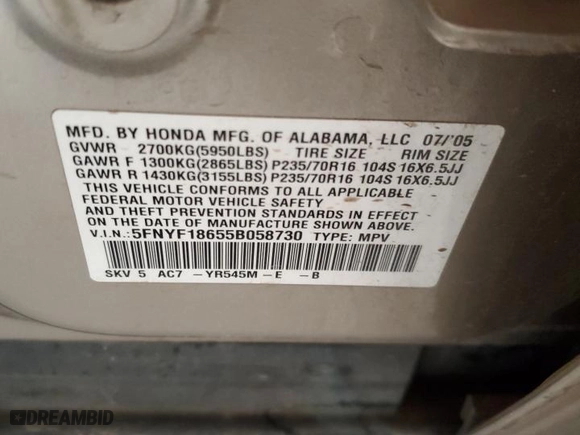 MFD. BY HONDA MFG. OF ALABAMA, LLC 07/'05
GVWR 2700KG(5950LBS) TIRE SIZE RIM SIZE
GAWR F 1300KG(2865LBS) P235/70R16 104S 16X6.5JJ
GAWR R 1430KG(3155LBS) P235/70R16 104S 16X6.5JJ
THIS VEHICLE CONFORMS TO ALL APPLICABLE
FEDERAL MOTOR VEHICLE SAFETY
AND THEFT PREVENTION STANDARDS IN EFFECT
ON THE DATE OF MANUFACTURE SHOWN ABOVE.
V.I.N.: 5FNYF18655B058730 TYPE: MPV
SKV 5 AC7 -YR545M-E -B
DREAMBID